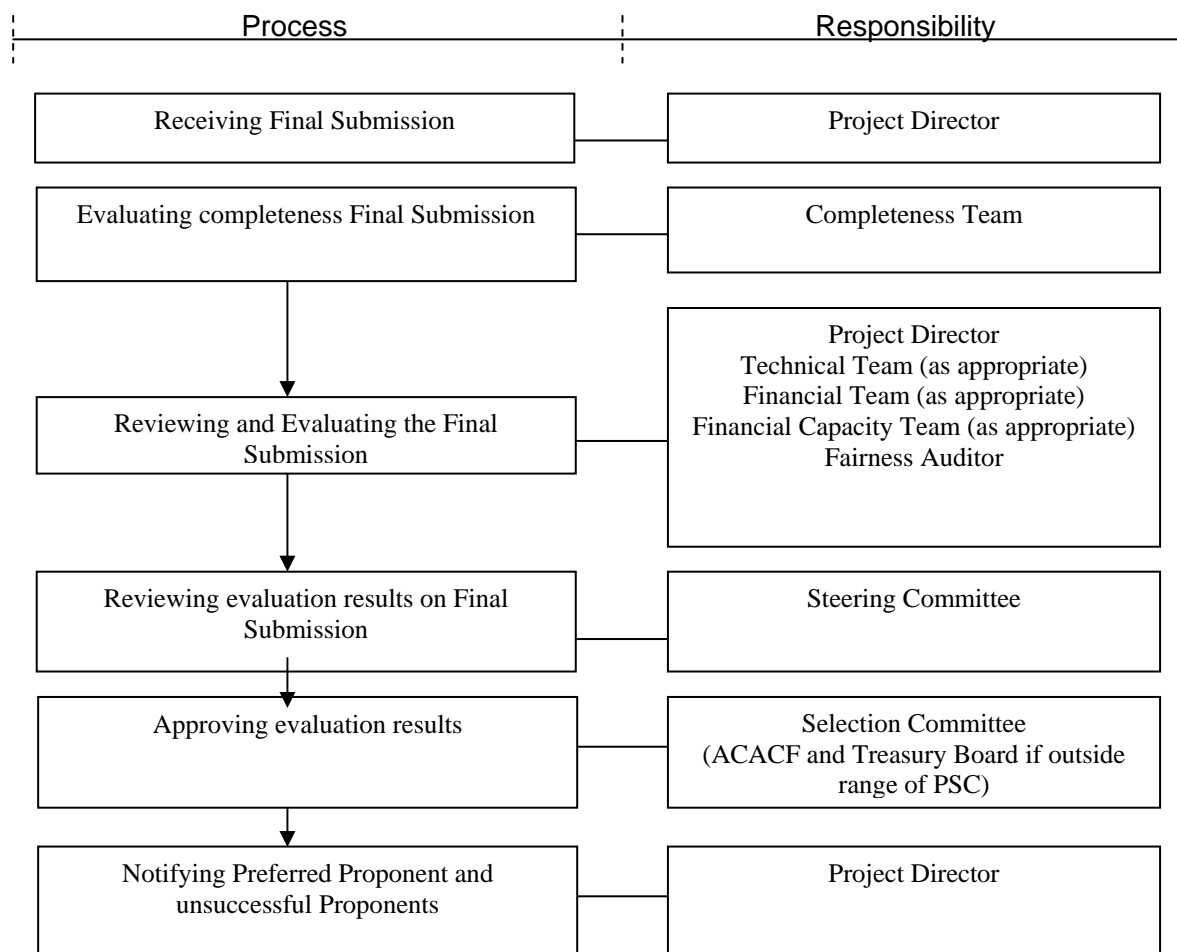 Process
Responsibility
Receiving Final Submission
Project Director
Evaluating completeness Final Submission
Completeness Team
Reviewing and Evaluating the Final
Submission
Project Director
Technical Team (as appropriate)
Financial Team (as appropriate)
Financial Capacity Team (as appropriate)
Fairness Auditor
Reviewing evaluation results on Final
Submission
Steering Committee
Approving evaluation results
Selection Committee
(ACACF and Treasury Board if outside
range of PSC)
Notifying Preferred Proponent and
unsuccessful Proponents
Project Director